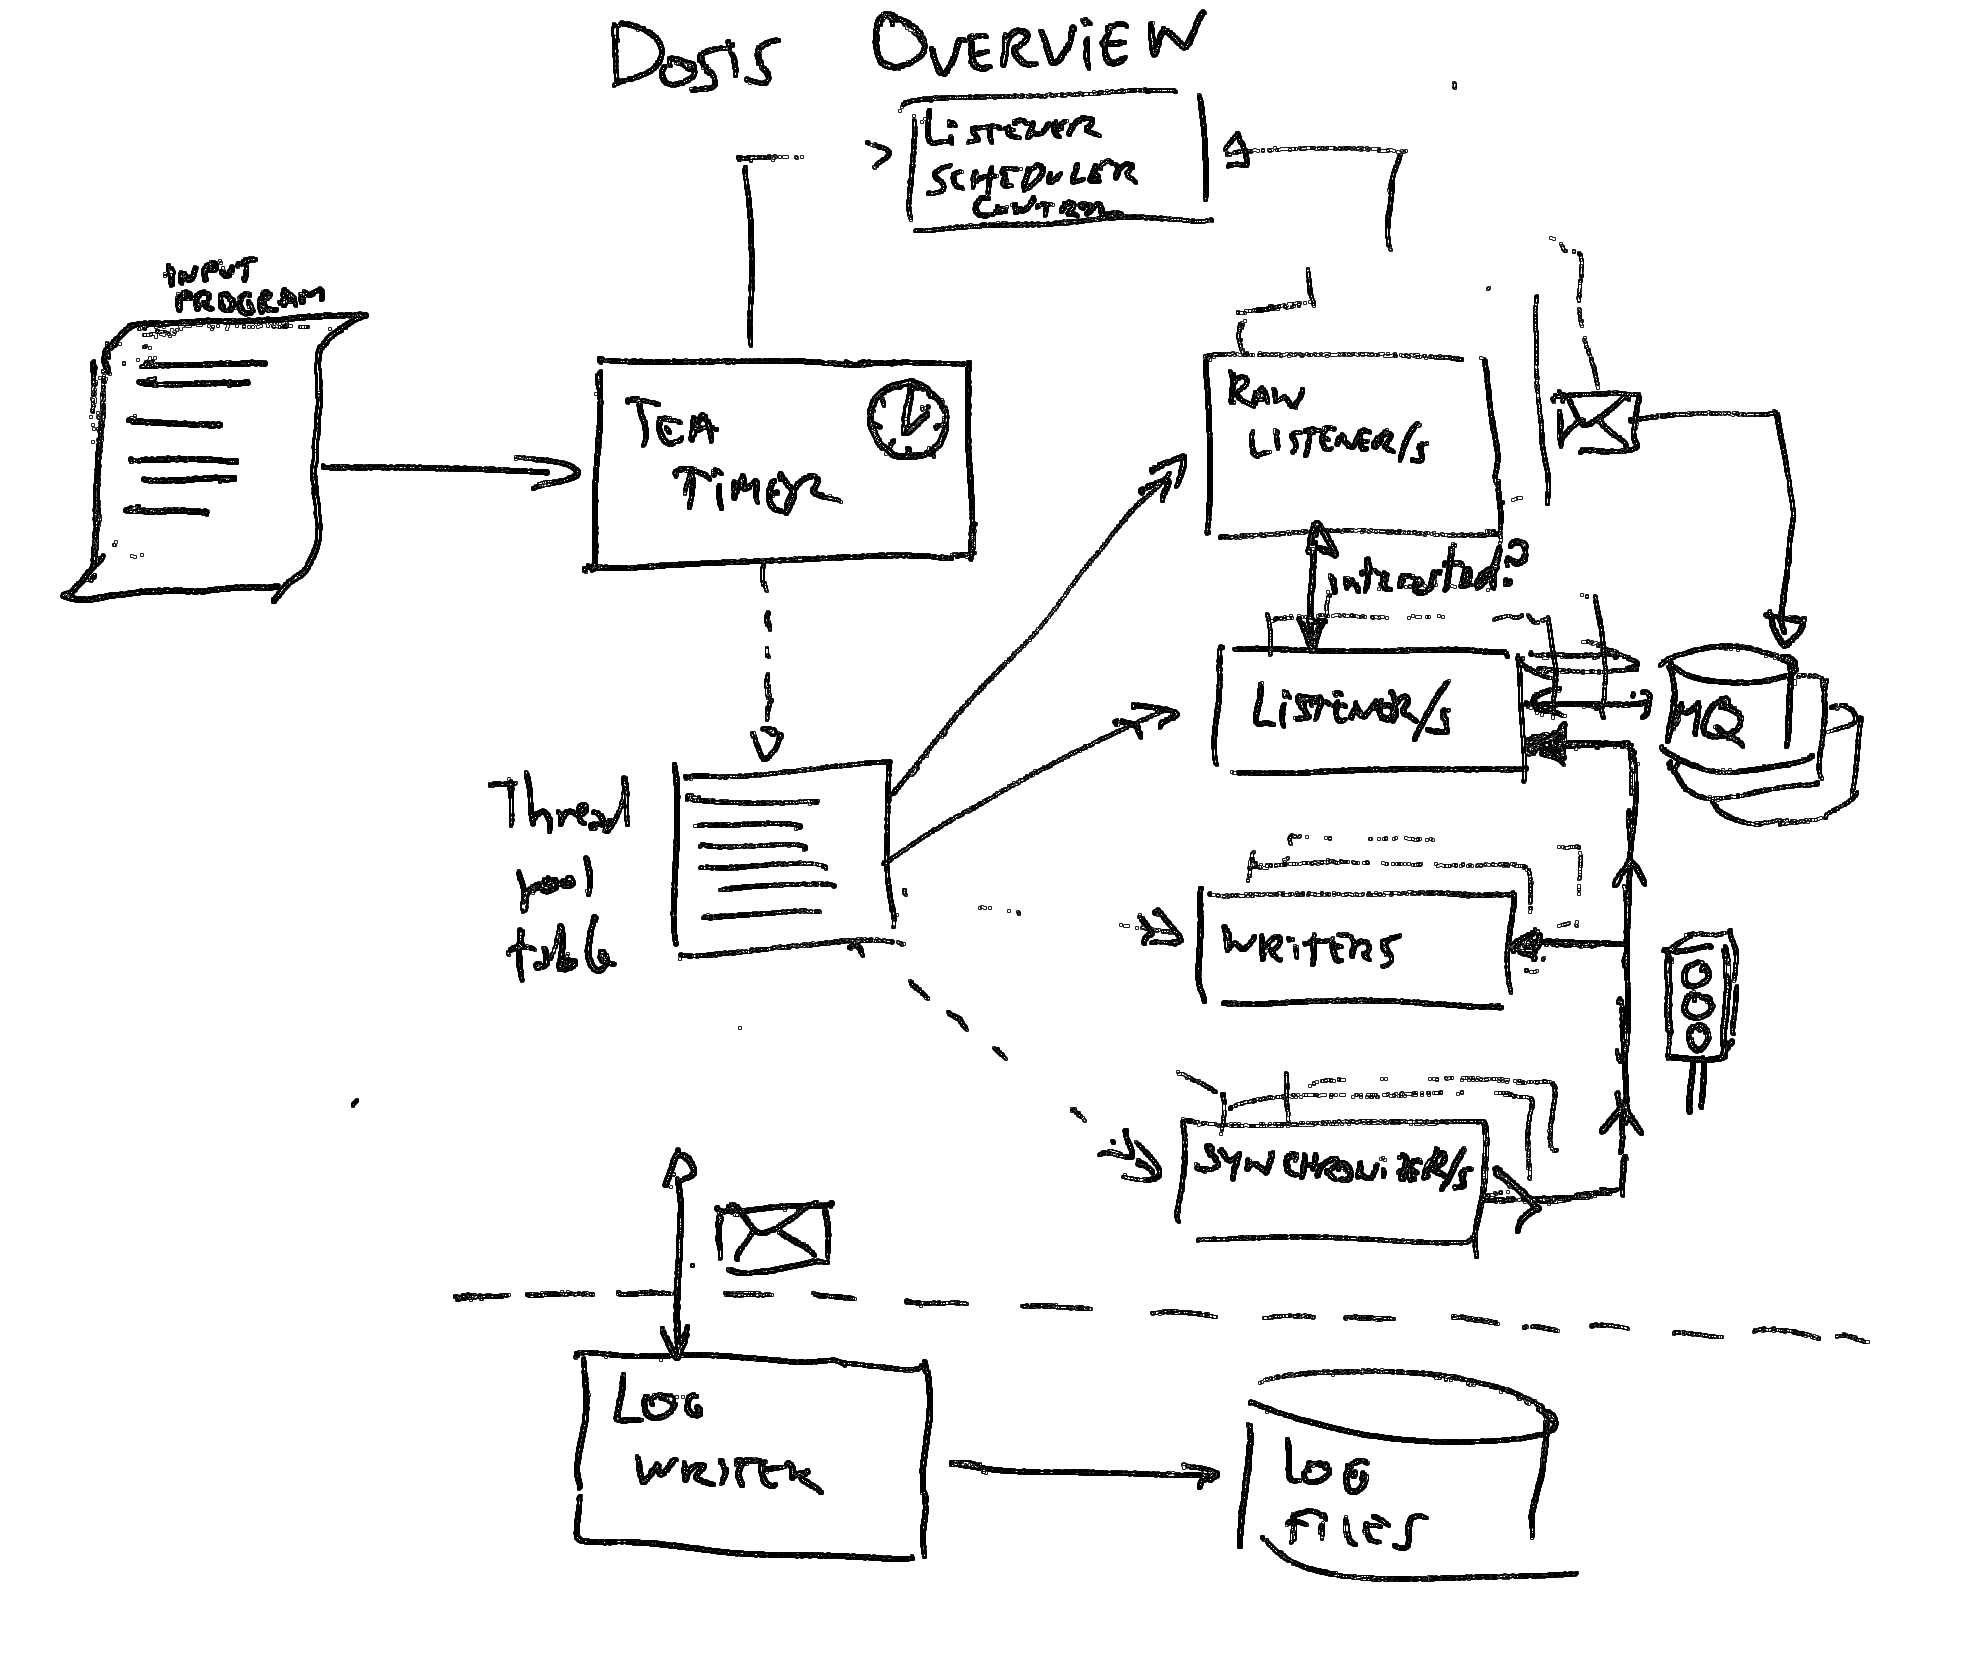 DOSIS OVERVIEW
LISTENER
SCHEDULER
CONTROL
INPUT
PROGRAM
TEA
TIMER
RAW
LISTENER/S
interested?
LISTENER/S
MQ
Thread
pool
table
WRITERS
SYNCHRONIZER/S
LOG
WRITER
LOG
FILES